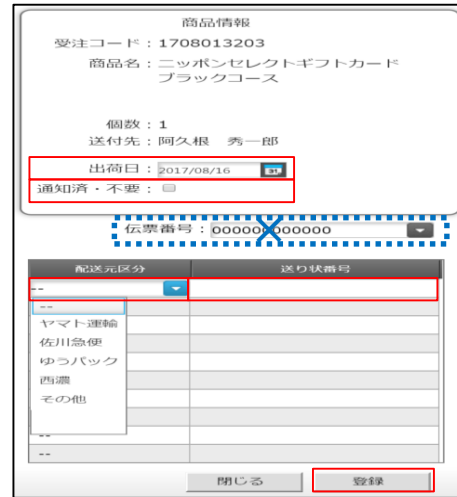 商品情報
受注コード：1708013203
商品名：ニッポンセレクトギフトカード
ブラックコース
個数：1
送付先：阿久根 秀一郎
出荷日：2017/08/16 31
通知済・不要：
伝票番号：000000000000
配送元区分 送り状番号
--
--
ヤマト運輸
佐川急便
ゆうパック
西濃
その他
--
--
閉じる 登録